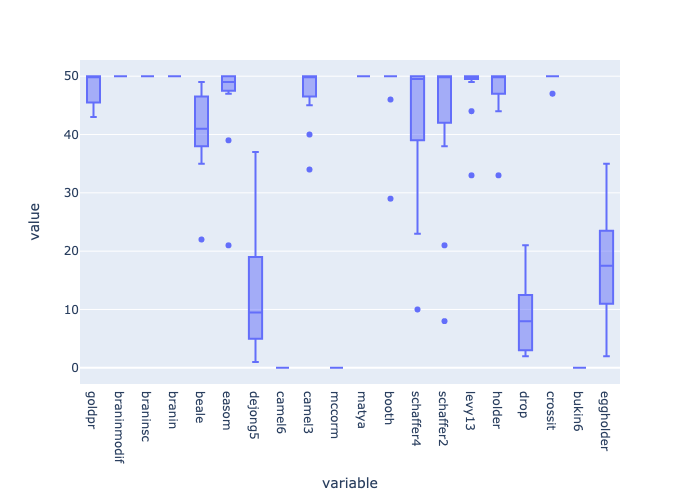 50
40
30
20
10
0
value
goldpr
braninmodif
braninsc
branin
beale
easom
dejong5
camel6
camel3
mccorm
matya
booth
schaffer4
schaffer2
levy13
holder
drop
crossit
bukin6
eggholder
variable